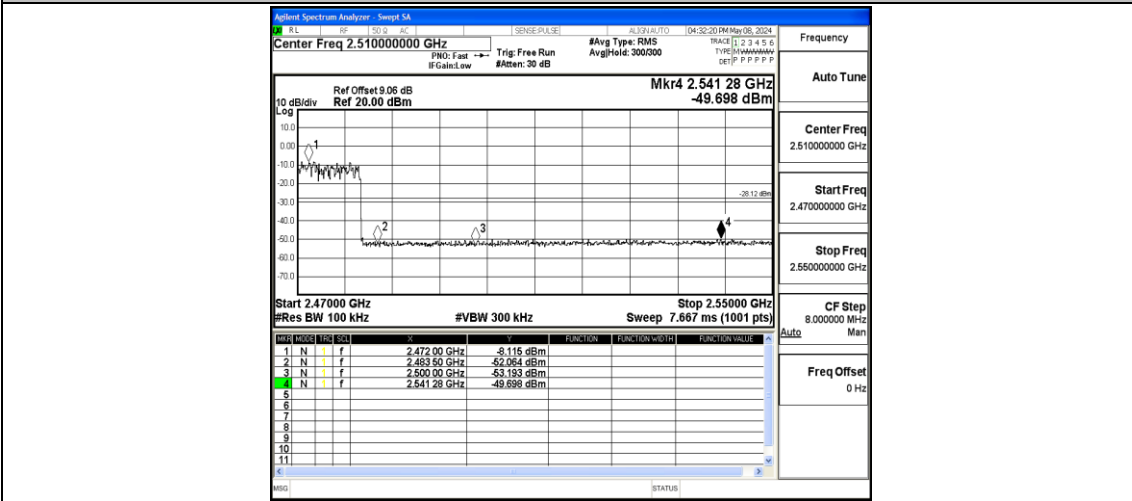 Agilent Spectrum Analyzer - Swept SA
RL RF 50 Ω AC SENSE:PULSE ALIGN AUTO 04:32:20 PM May 08, 2024
Center Freq 2.510000000 GHz
PNO: Fast
IFGain:Low
Trig: Free Run
#Atten: 30 dB
#Avg Type: RMS
Avg|Hold: 300/300
TRACE 1 2 3 4 5 6
TYPE M W W W W W
DET P P P P P P
Mkr4 2.541 28 GHz
-49.698 dBm
Ref Offset 9.06 dB
10 dB/div Ref 20.00 dBm
Log
10.0
0.00
-10.0
-20.0
-30.0
-40.0
-50.0
-60.0
-70.0
1
2
3
4
-28.12 dBm
Start 2.47000 GHz Stop 2.55000 GHz
#Res BW 100 kHz #VBW 300 kHz Sweep 7.667 ms (1001 pts)
MKR MODE TRC SCL X Y FUNCTION FUNCTION WIDTH FUNCTION VALUE
1 N 1 f 2.472 00 GHz -8.115 dBm
2 N 1 f 2.483 50 GHz -52.064 dBm
3 N 1 f 2.500 00 GHz -53.193 dBm
4 N 1 f 2.541 28 GHz -49.698 dBm
5
6
7
8
9
10
11
MSG STATUS
Frequency
Auto Tune
Center Freq
2.510000000 GHz
Start Freq
2.470000000 GHz
Stop Freq
2.550000000 GHz
CF Step
8.000000 MHz
Auto Man
Freq Offset
0 Hz